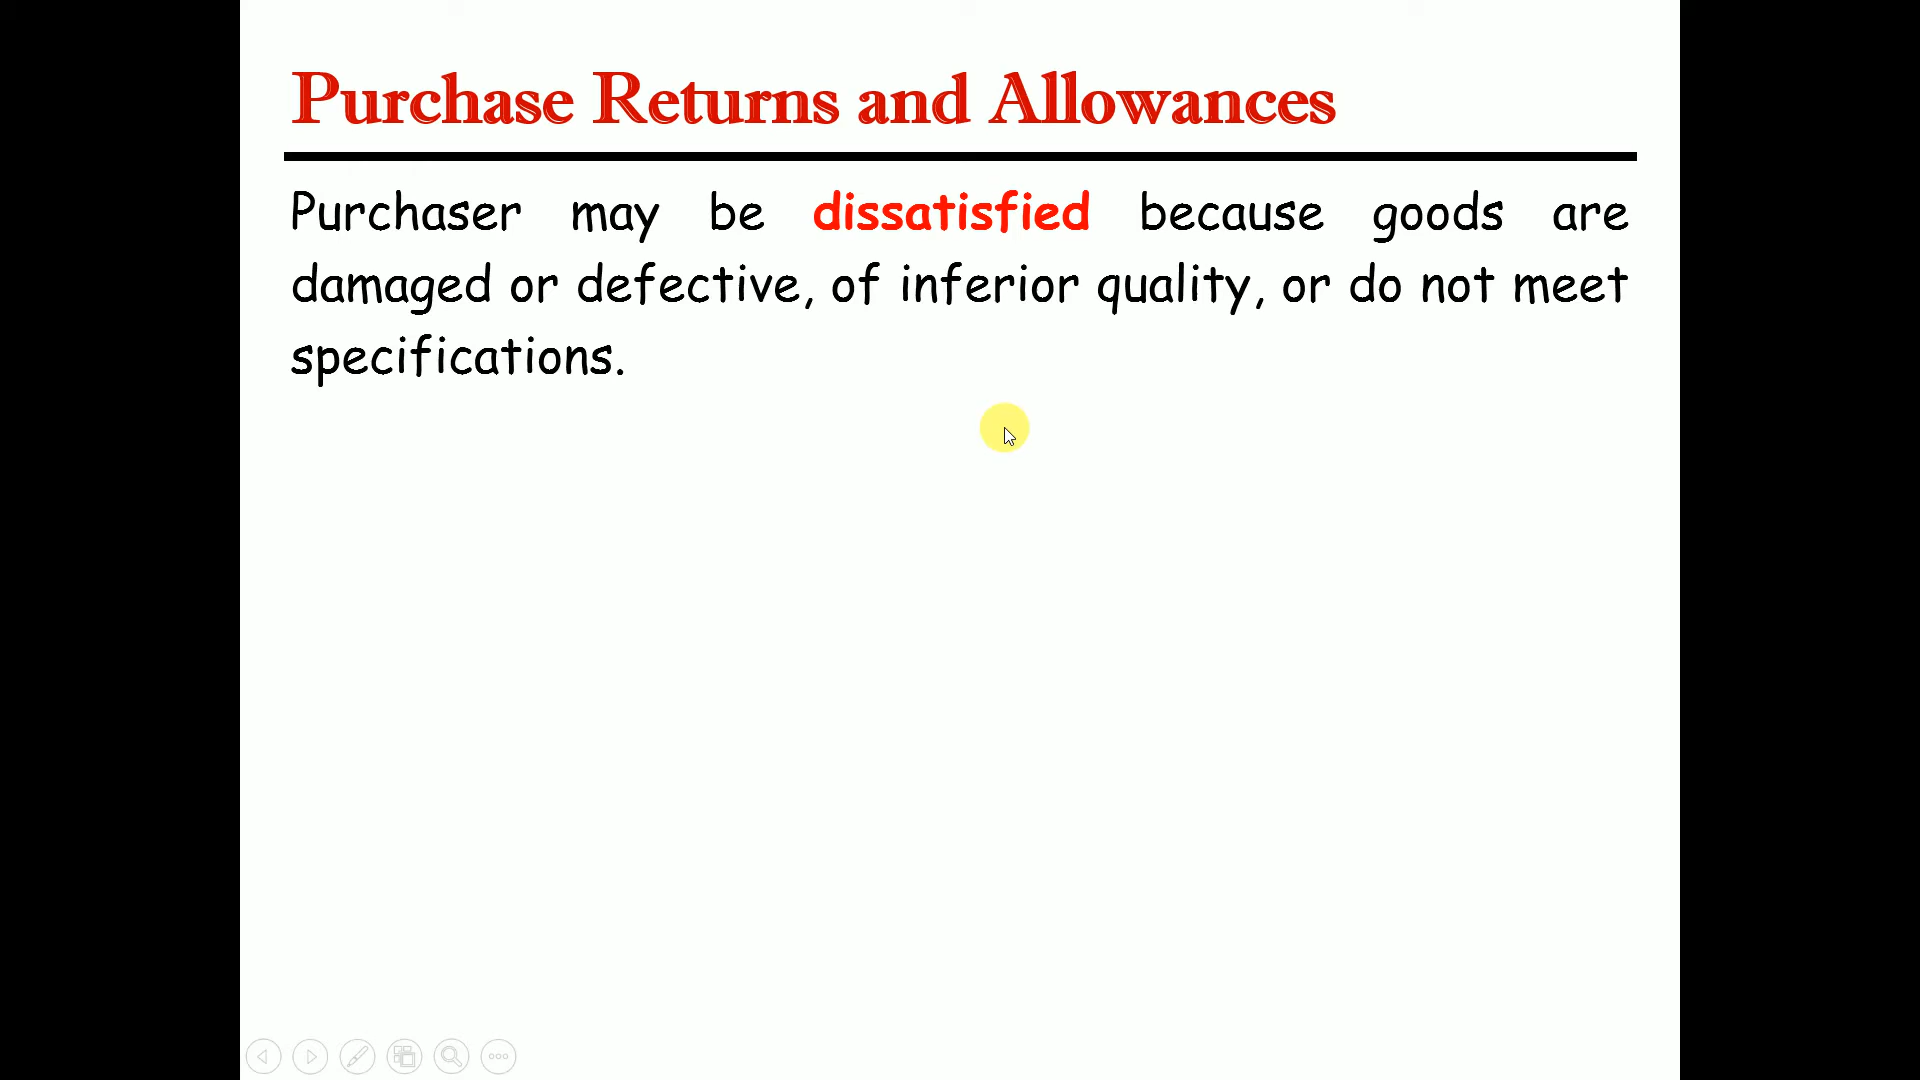 Purchase Returns and Allowances
Purchaser may be dissatisfied because goods are
damaged or defective, of inferior quality, or do not meet
specifications.